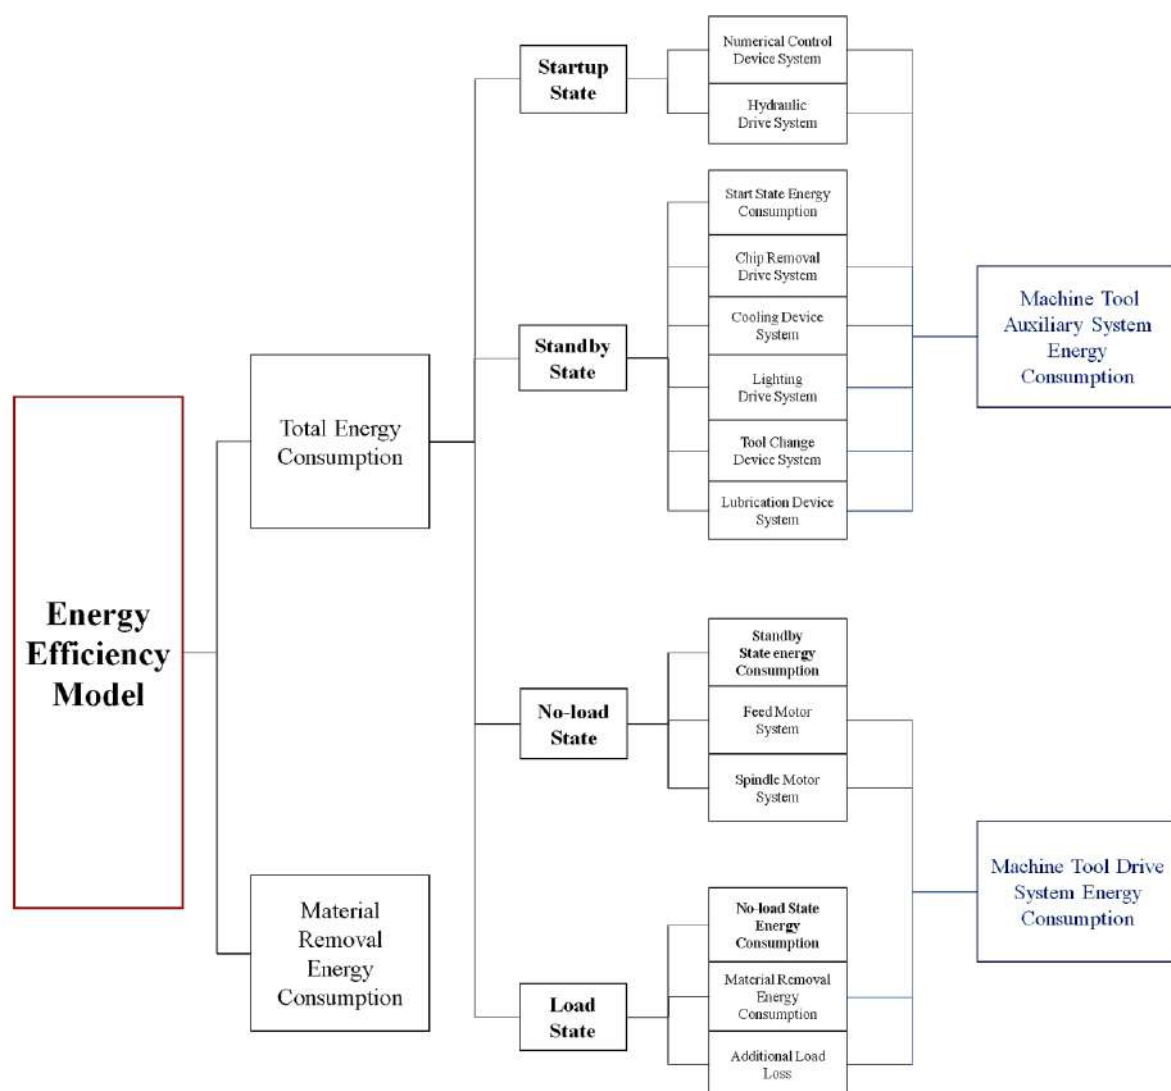 Energy
Efficiency
Model
Total Energy
Consumption
Material
Removal
Energy
Consumption
Startup
State
Standby
State
No-load
State
Load
State
Numerical Control
Device System
Hydraulic
Drive System
Start State Energy
Consumption
Chip Removal
Drive System
Cooling Device
System
Lighting
Drive System
Tool Change
Device System
Lubrication Device
System
Standby
State energy
Consumption
Feed Motor
System
Spindle Motor
System
No-load State
Energy
Consumption
Material Removal
Energy
Consumption
Additional Load
Loss
Machine Tool
Auxiliary System
Energy
Consumption
Machine Tool Drive
System Energy
Consumption